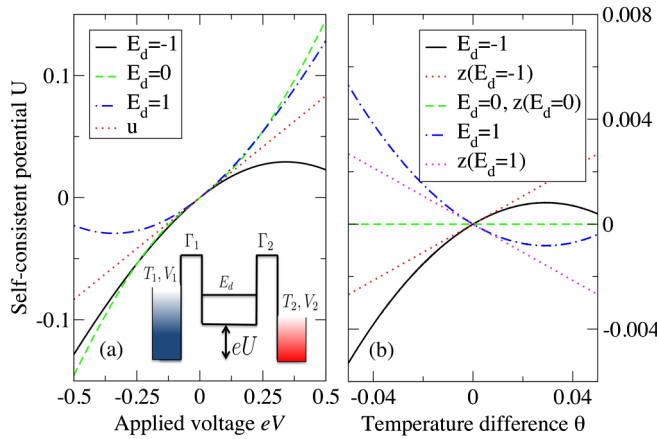 Self-consistent potential U
0.1
0
-0.1
E_d=-1
E_d=0
E_d=1
u
Γ_1
Γ_2
T_1, V_1
E_d
T_2, V_2
eU
(a)
-0.5
-0.25
0
0.25
0.5
Applied voltage eV
E_d=-1
z(E_d=-1)
E_d=0, z(E_d=0)
E_d=1
z(E_d=1)
0.008
0.004
0
-0.004
(b)
-0.04
0
0.04
Temperature difference θ